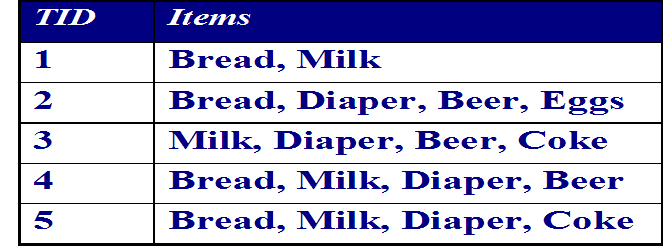 TID Items
1 Bread, Milk
2 Bread, Diaper, Beer, Eggs
3 Milk, Diaper, Beer, Coke
4 Bread, Milk, Diaper, Beer
5 Bread, Milk, Diaper, Coke